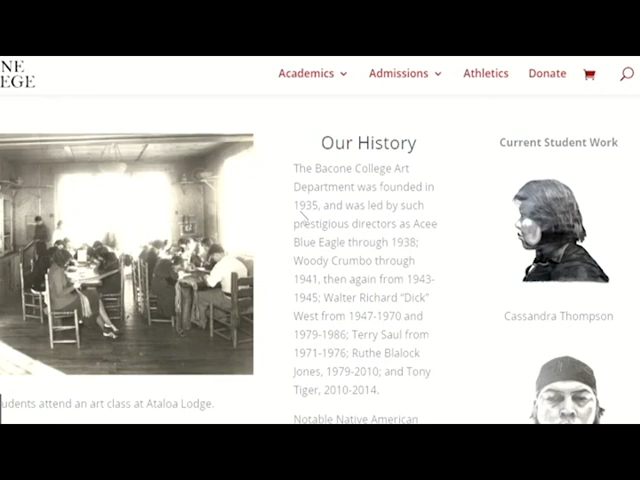 NE
EGE
Academics
Admissions
Athletics
Donate
Our History
The Bacone College Art
Department was founded in
1935, and was led by such
prestigious directors as Acee
Blue Eagle through 1938;
Woody Crumbo through
1941, then again from 1943-
1945; Walter Richard “Dick”
West from 1947-1970 and
1979-1986; Terry Saul from
1971-1976; Ruthe Blalock
Jones, 1979-2010; and Tony
Tiger, 2010-2014.
Notable Native American
Current Student Work
Cassandra Thompson
udents attend an art class at Ataloa Lodge.